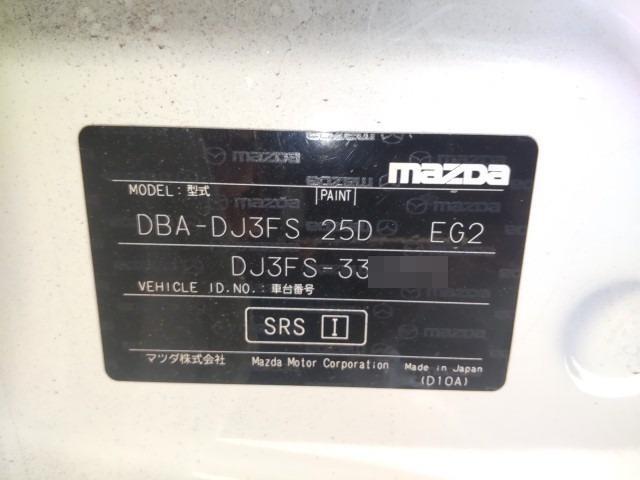 mazda
mazda
MODEL:型式 PAINT
DBA-DJ3FS 25D EG2
DJ3FS-33
VEHICLE ID.NO.:車台番号
SRS I
マツダ株式会社 Mazda Motor Corporation Made in Japan
(D10A)